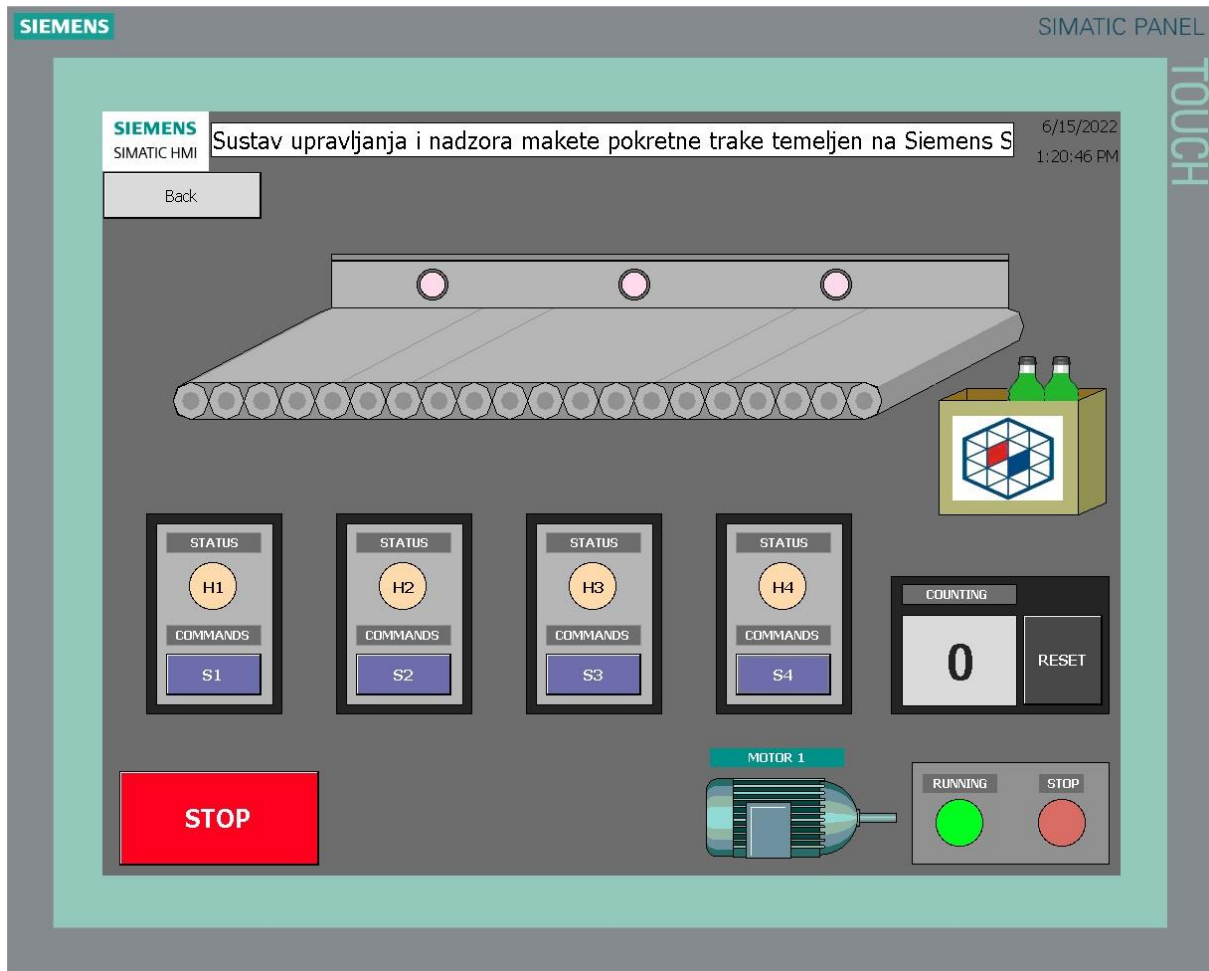 SIEMENS
SIMATIC PANEL
TOUCH
SIEMENS
SIMATIC HMI
Sustav upravljanja i nadzora makete pokretne trake temeljen na Siemens S
6/15/2022
1:20:46 PM
Back
STATUS
H1
COMMANDS
S1
STATUS
H2
COMMANDS
S2
STATUS
H3
COMMANDS
S3
STATUS
H4
COMMANDS
S4
COUNTING
0
RESET
STOP
MOTOR 1
RUNNING
STOP